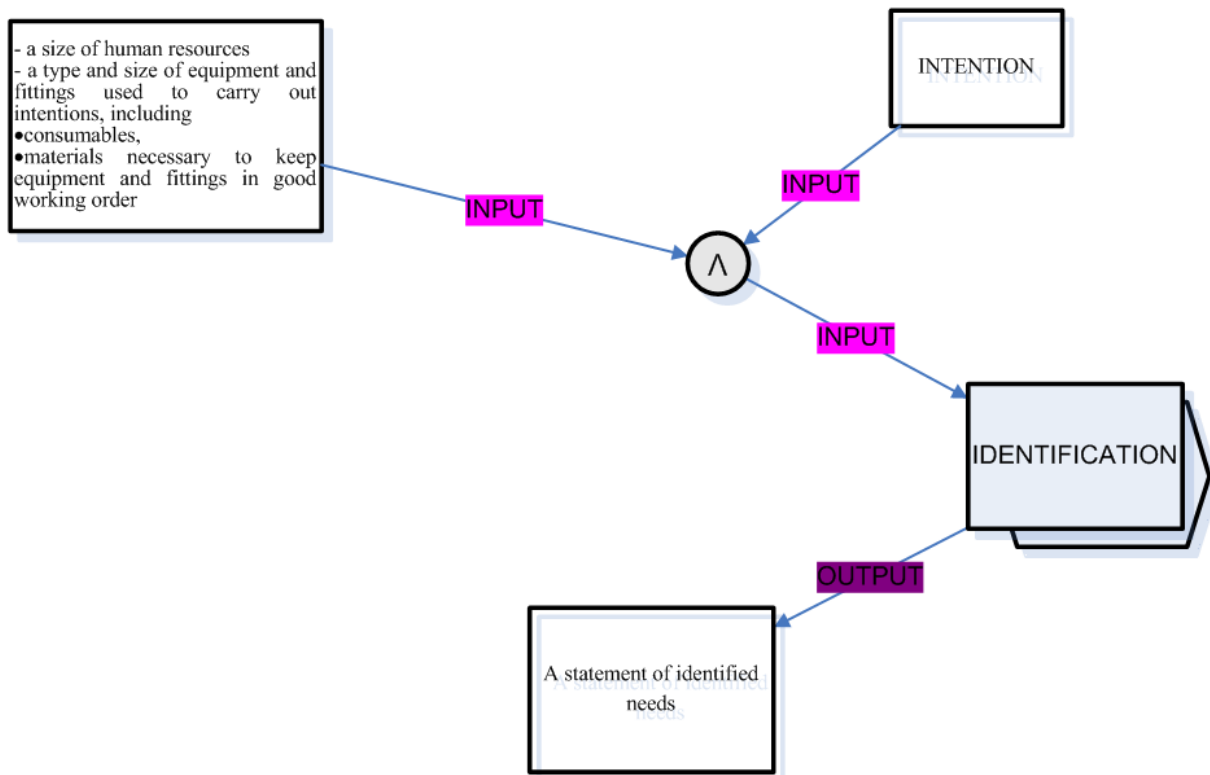 - a size of human resources
- a type and size of equipment and
fittings used to carry out
intentions, including
•consumables,
•materials necessary to keep
equipment and fittings in good
working order
INTENTION
INPUT
INPUT
Λ
INPUT
IDENTIFICATION
OUTPUT
A statement of identified
needs